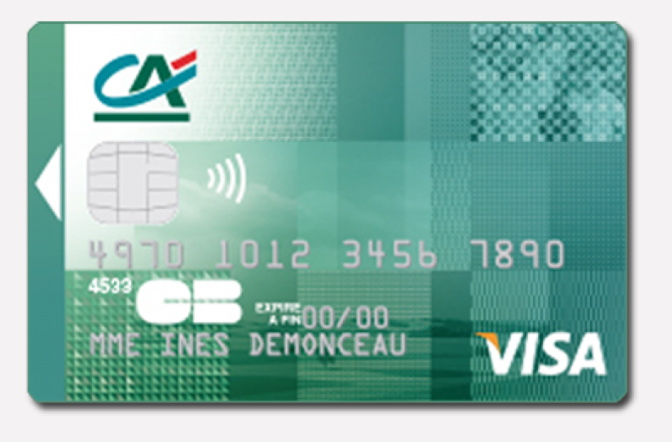 CA
4970 1012 3456 7890
4533
CB
EXPIRE
A FIN 00/00
MME INES DEMONCEAU
VISA